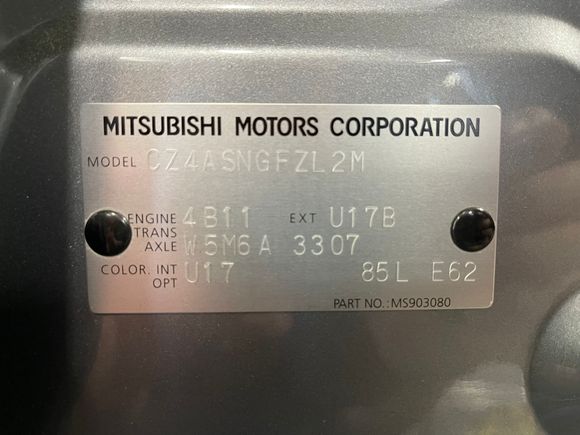 MITSUBISHI MOTORS CORPORATION
MODEL CZ4ASNGFZL2M
ENGINE 4B11 EXT U17B
TRANS AXLE W5M6A 3307
COLOR. INT OPT U17 85L E62
PART NO.:MS903080